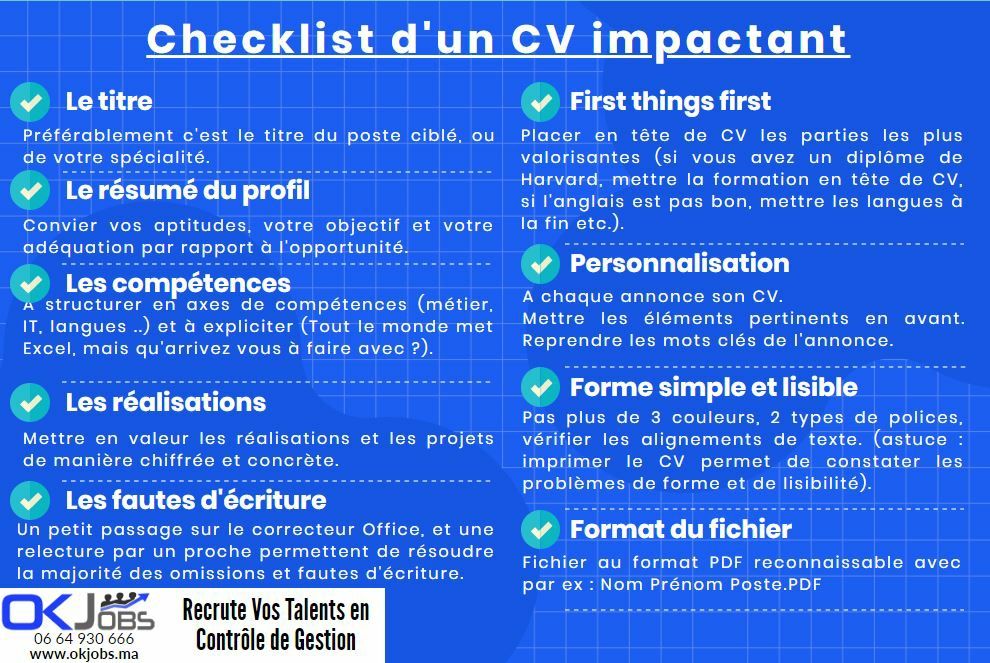 Checklist d'un CV impactant
Le titre
Préférablement c'est le titre du poste ciblé, ou
de votre spécialité.
Le résumé du profil
Convier vos aptitudes, votre objectif et votre
adéquation par rapport à l'opportunité.
Les compétences
A structurer en axes de compétences (métier,
IT, langues ..) et à expliciter (Tout le monde met
Excel, mais qu'arrivez vous à faire avec ?).
Les réalisations
Mettre en valeur les réalisations et les projets
de manière chiffrée et concrète.
Les fautes d'écriture
Un petit passage sur le correcteur Office, et une
relecture par un proche permettent de résoudre
la majorité des omissions et fautes d'écriture.
First things first
Placer en tête de CV les parties les plus
valorisantes (si vous avez un diplôme de
Harvard, mettre la formation en tête de CV,
si l'anglais est pas bon, mettre les langues à
la fin etc.).
Personnalisation
A chaque annonce son CV.
Mettre les éléments pertinents en avant.
Reprendre les mots clés de l'annonce.
Forme simple et lisible
Pas plus de 3 couleurs, 2 types de polices,
vérifier les alignements de texte. (astuce :
imprimer le CV permet de constater les
problèmes de forme et de lisibilité).
Format du fichier
Fichier au format PDF reconnaissable avec
par ex : Nom Prénom Poste.PDF
OK JOBS
06 64 930 666
www.okjobs.ma
Recrute Vos Talents en
Contrôle de Gestion